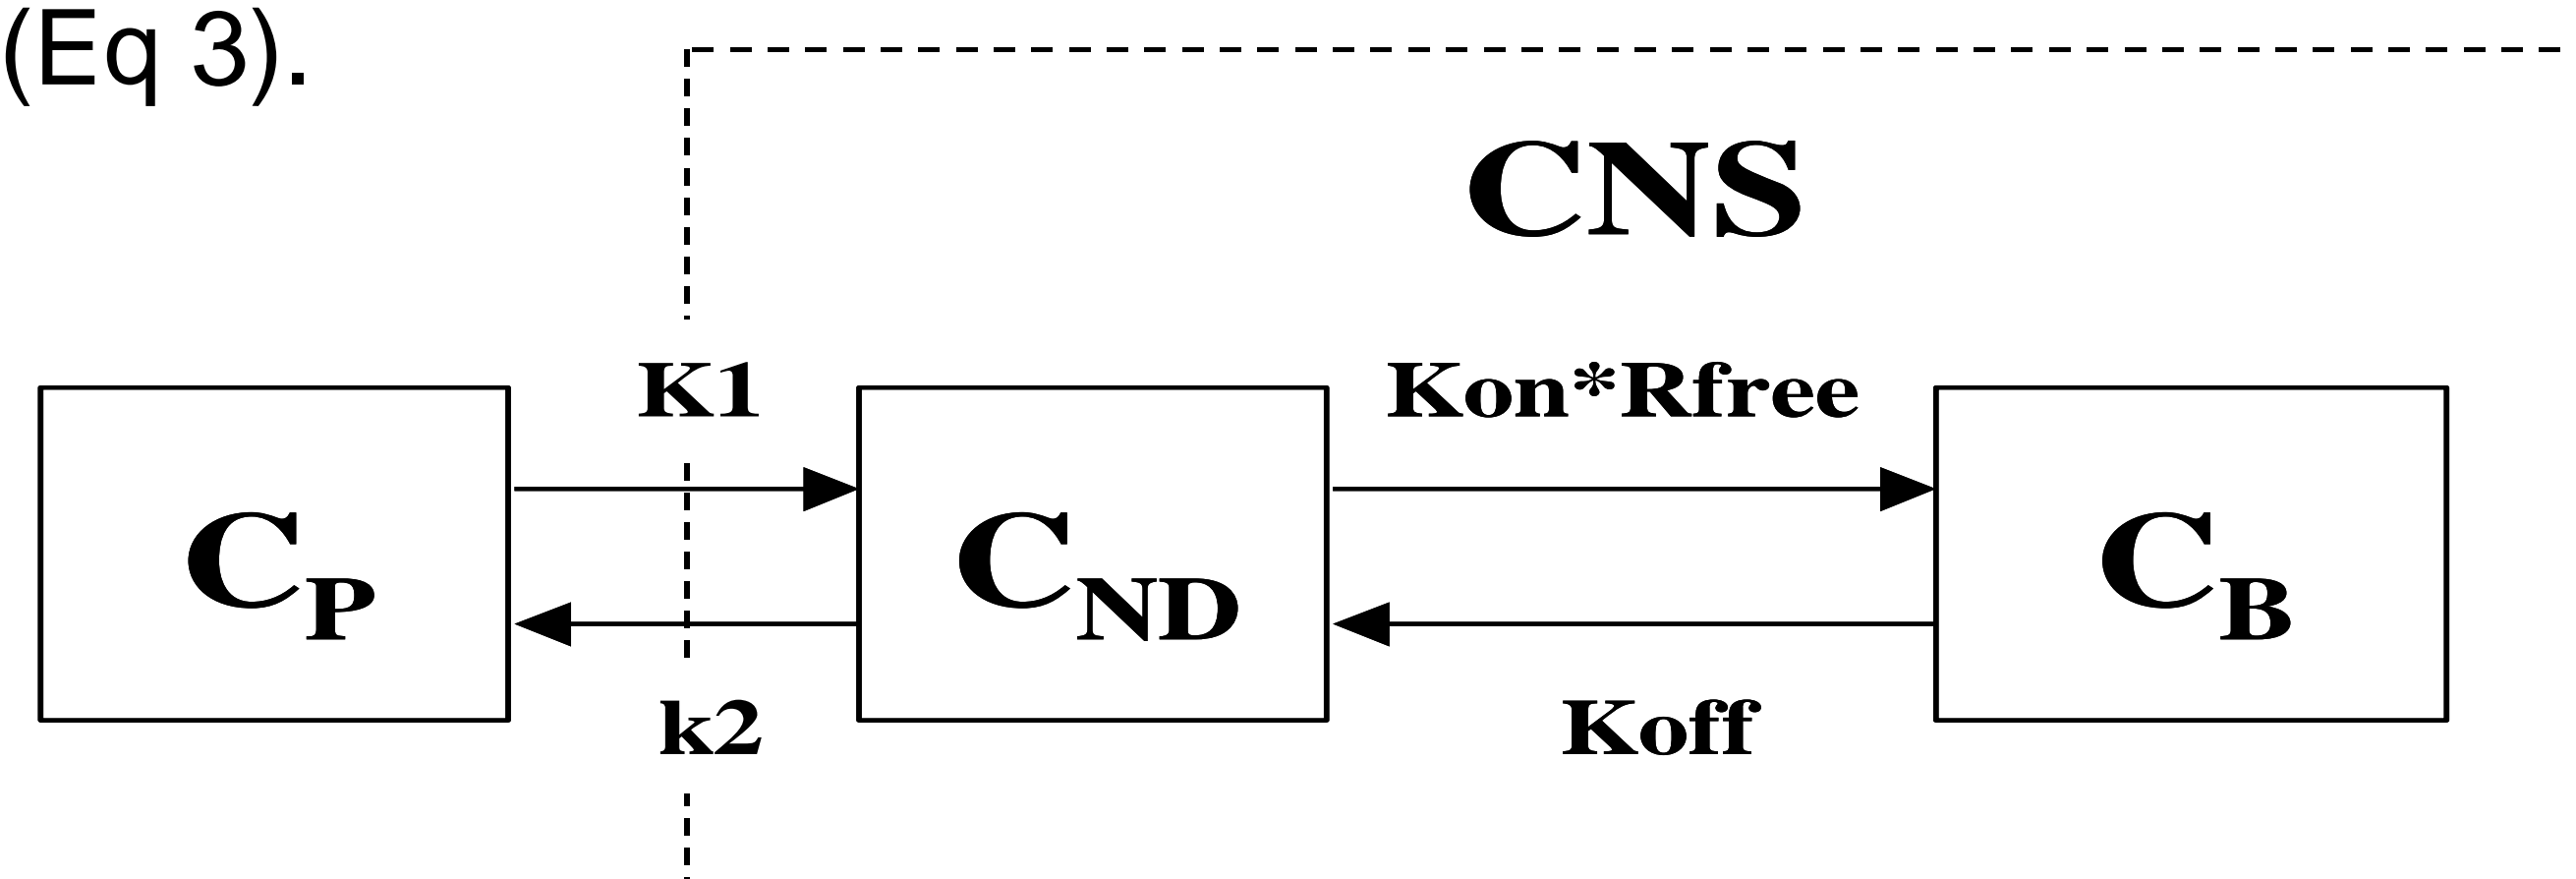 (Eq 3).
CNS
K1
Kon*Rfree
CP
CND
CB
k2
Koff